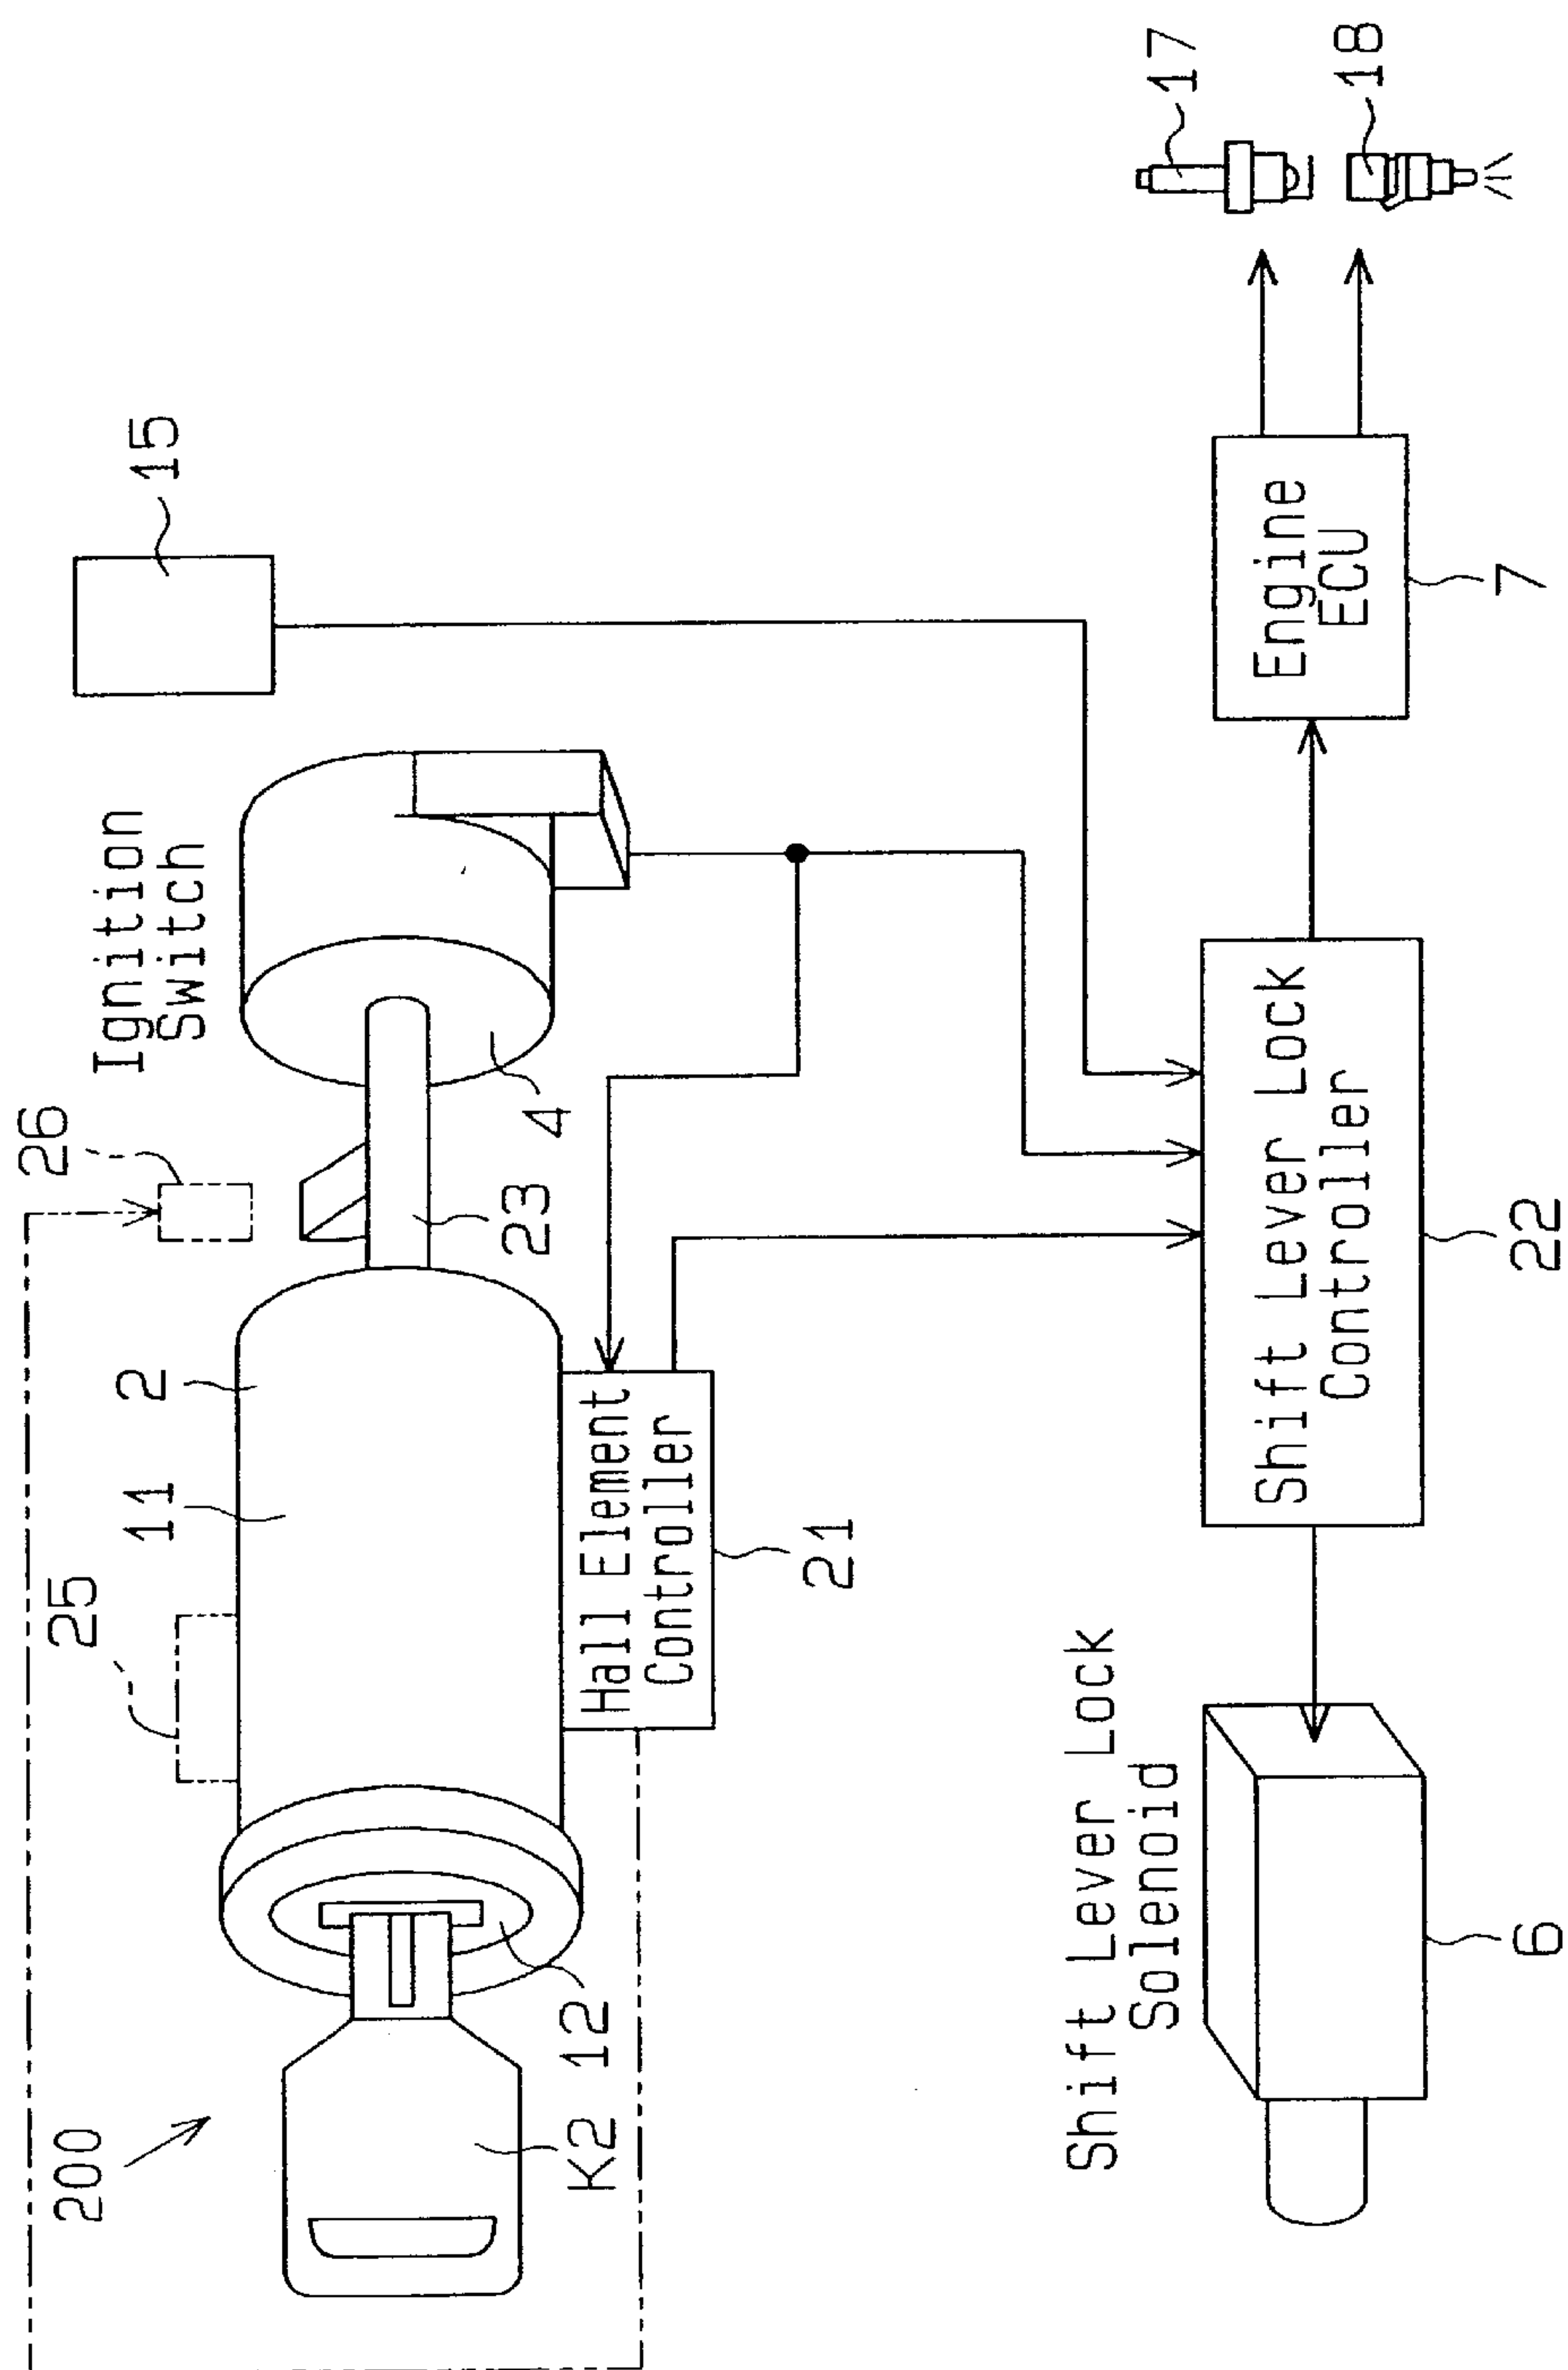 200
K2
12
25
11
2
26
23
Ignition
Switch
4
15
Hall Element
Controller
21
Shift Lever Lock
Solenoid
6
Shift Lever Lock
Controller
22
Engine
ECU
7
17
18